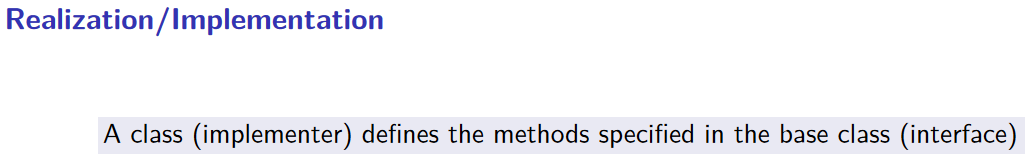 Realization/Implementation
A class (implementer) defines the methods specified in the base class (interface)